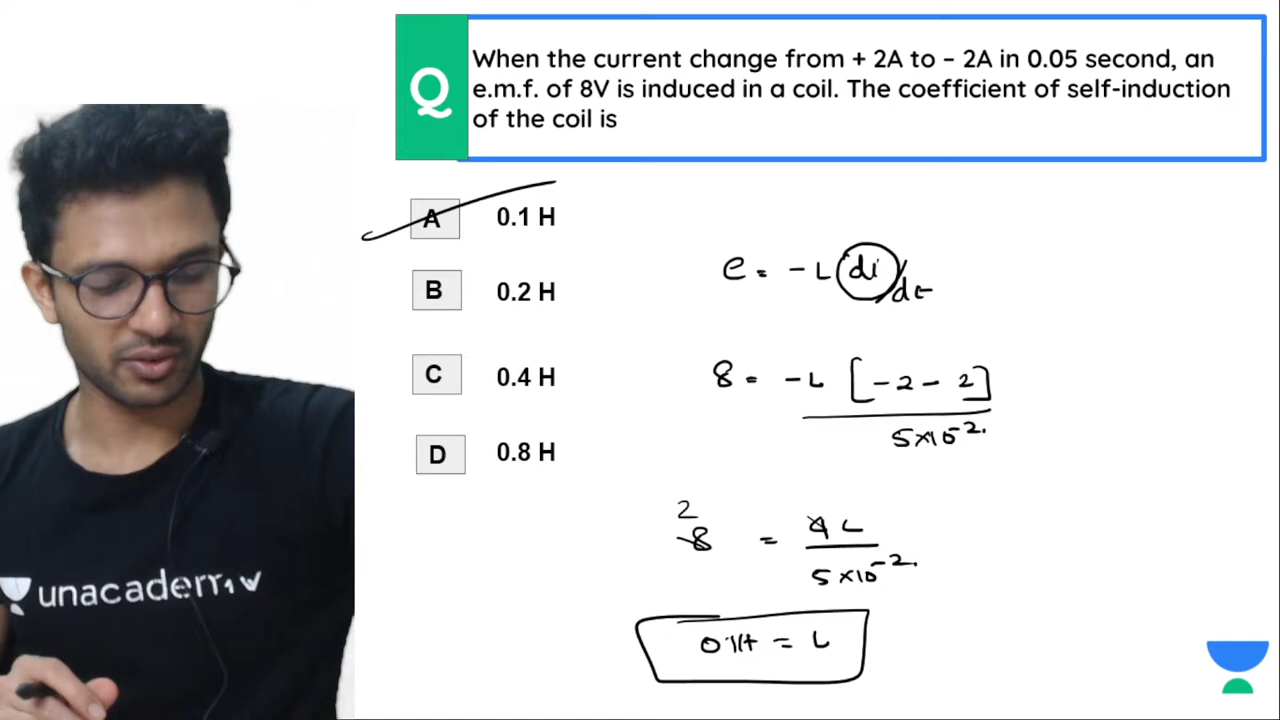 Q
When the current change from + 2A to – 2A in 0.05 second, an
e.m.f. of 8V is induced in a coil. The coefficient of self-induction
of the coil is
A 0.1 H
B 0.2 H
C 0.4 H
D 0.8 H
e = -L di/dt
8 = -L [-2 - 2]
5×10⁻².
2
8 = 4 L
5×10⁻².
0.1H = L
unacademy